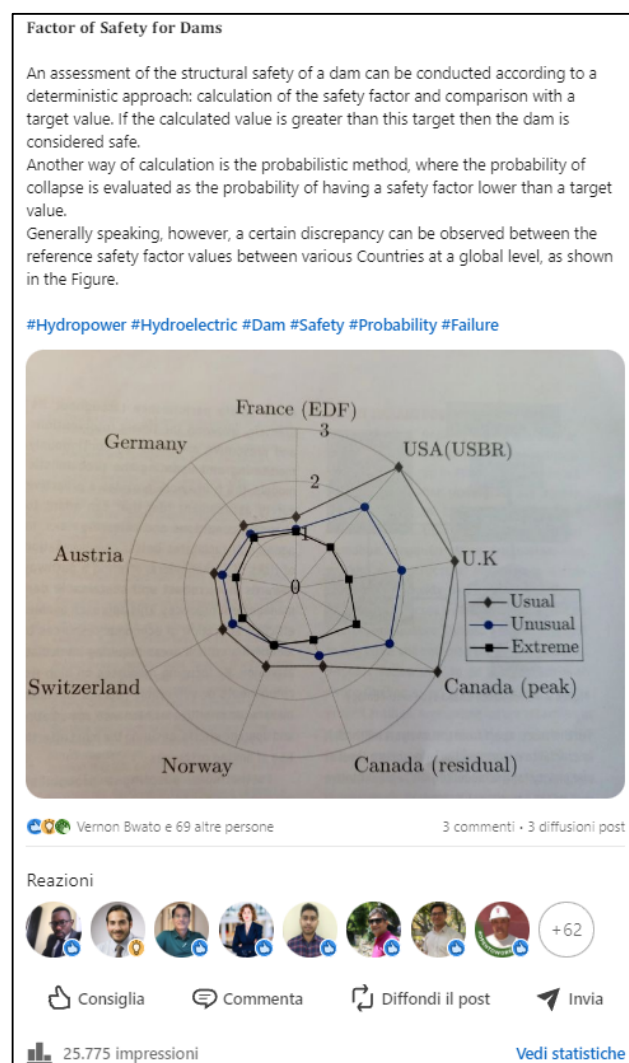 Factor of Safety for Dams
An assessment of the structural safety of a dam can be conducted according to a
deterministic approach: calculation of the safety factor and comparison with a
target value. If the calculated value is greater than this target then the dam is
considered safe.
Another way of calculation is the probabilistic method, where the probability of
collapse is evaluated as the probability of having a safety factor lower than a target
value.
Generally speaking, however, a certain discrepancy can be observed between the
reference safety factor values between various Countries at a global level, as shown
in the Figure.
#Hydropower #Hydroelectric #Dam #Safety #Probability #Failure
France (EDF)
3
Germany
USA(USBR)
2
1
Austria
U.K
0
Usual
Unusual
Extreme
Switzerland
Canada (peak)
Norway
Canada (residual)
Vernon Bwato e 69 altre persone
3 commenti • 3 diffusioni post
Reazioni
+62
Consiglia
Commenta
Diffondi il post
Invia
25.775 impressioni
Vedi statistiche